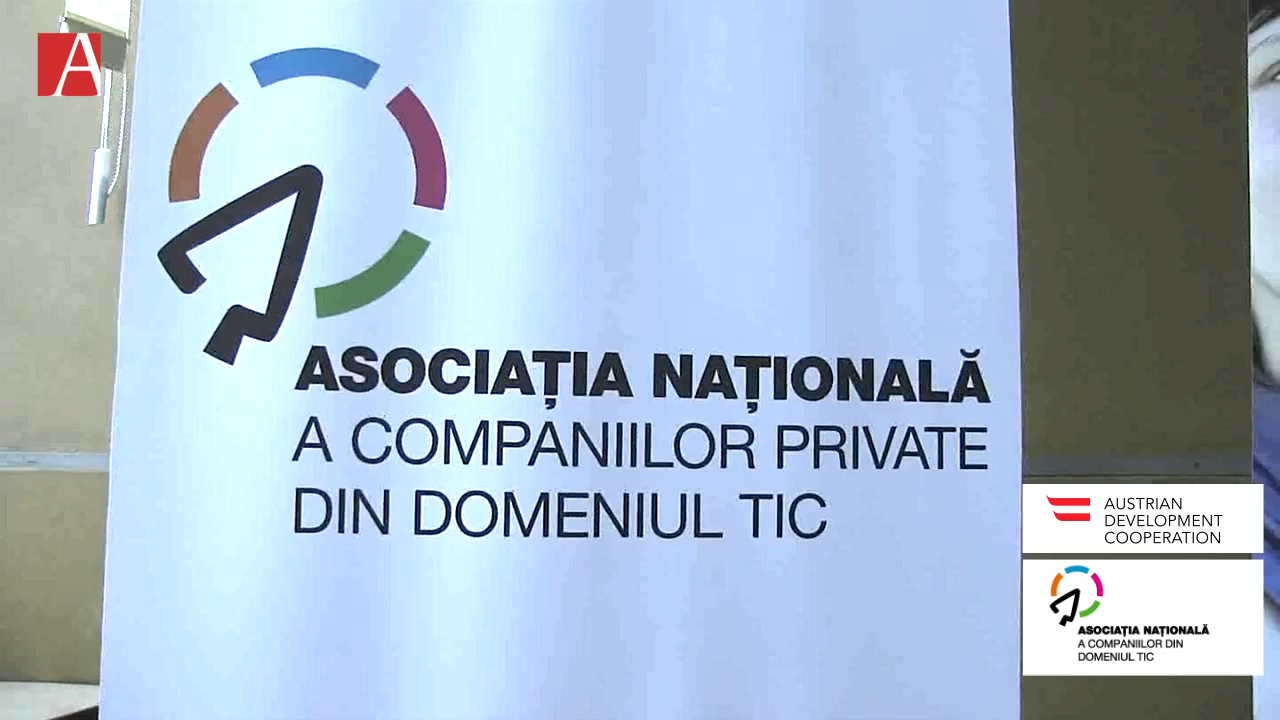 A
ASOCIAȚIA NAȚIONALĂ
A COMPANIILOR PRIVATE
DIN DOMENIUL TIC
AUSTRIAN
DEVELOPMENT
COOPERATION
ASOCIAȚIA NAȚIONALĂ
A COMPANIILOR DIN
DOMENIUL TIC